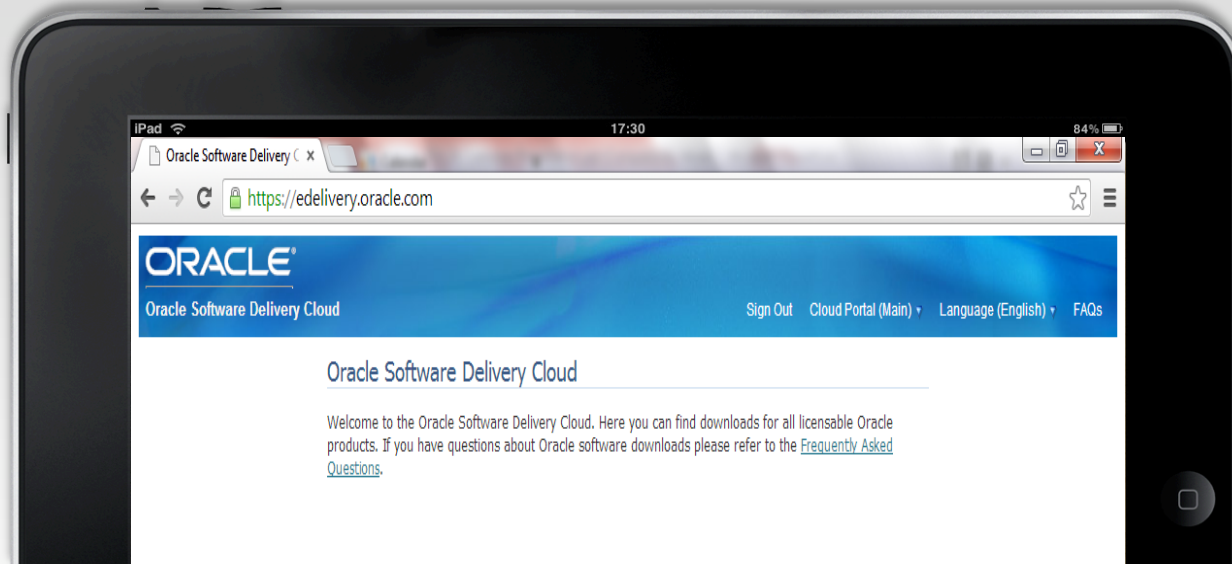 iPad 17:30 84%
Oracle Software Delivery C x
https://edelivery.oracle.com
ORACLE®
Oracle Software Delivery Cloud Sign Out Cloud Portal (Main) Language (English) FAQs
Oracle Software Delivery Cloud
Welcome to the Oracle Software Delivery Cloud. Here you can find downloads for all licensable Oracle
products. If you have questions about Oracle software downloads please refer to the Frequently Asked
Questions.